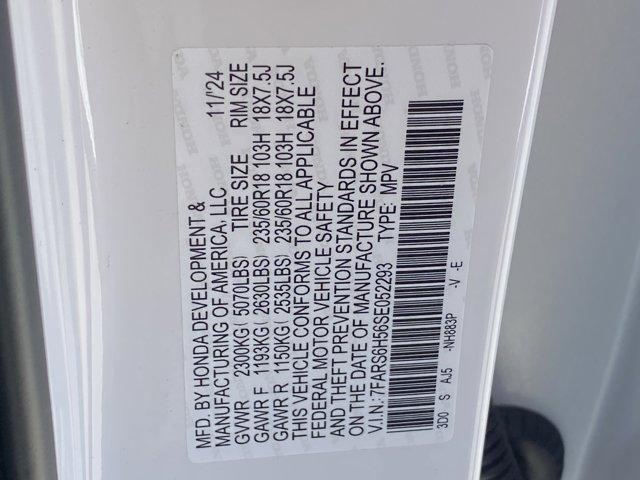 MFD. BY HONDA DEVELOPMENT &
MANUFACTURING OF AMERICA, LLC 11/'24
GVWR 2300KG ( 5070LBS) TIRE SIZE RIM SIZE
GAWR F 1193KG ( 2630LBS) 235/60R18 103H 18X7.5J
GAWR R 1150KG ( 2535LBS) 235/60R18 103H 18X7.5J
THIS VEHICLE CONFORMS TO ALL APPLICABLE
FEDERAL MOTOR VEHICLE SAFETY
AND THEFT PREVENTION STANDARDS IN EFFECT
ON THE DATE OF MANUFACTURE SHOWN ABOVE.
V.I.N.: 7FARS6H56SE052293 TYPE: MPV
3D0 S AJ5 -NH883P -V -E